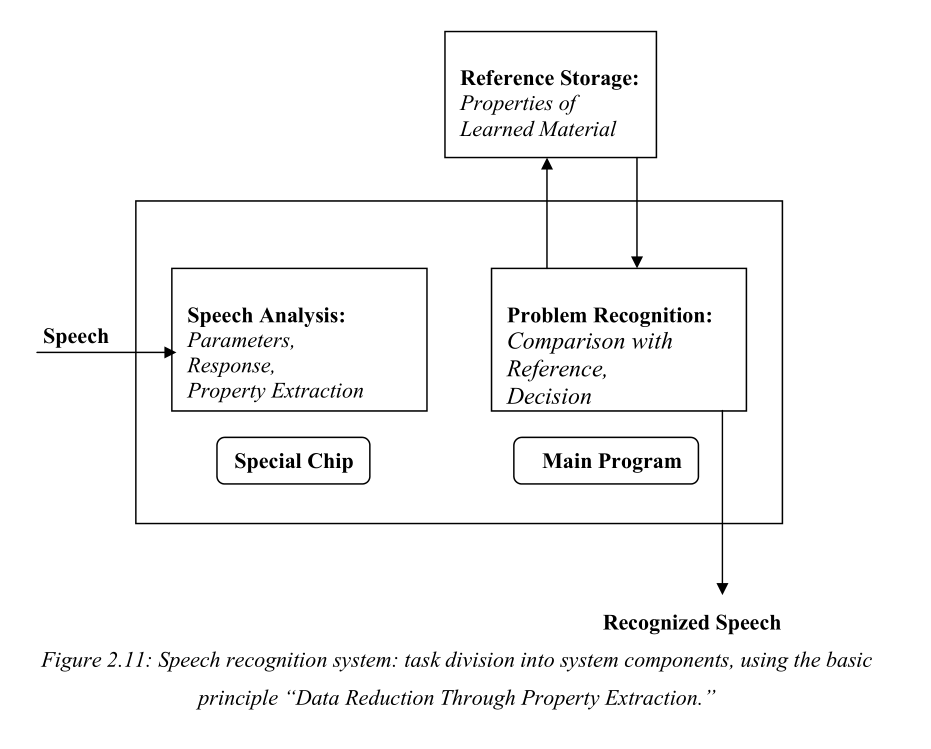 Reference Storage:
Properties of
Learned Material
Speech
Speech Analysis:
Parameters,
Response,
Property Extraction
Problem Recognition:
Comparison with
Reference,
Decision
Special Chip
Main Program
Recognized Speech
Figure 2.11: Speech recognition system: task division into system components, using the basic
principle “Data Reduction Through Property Extraction.”